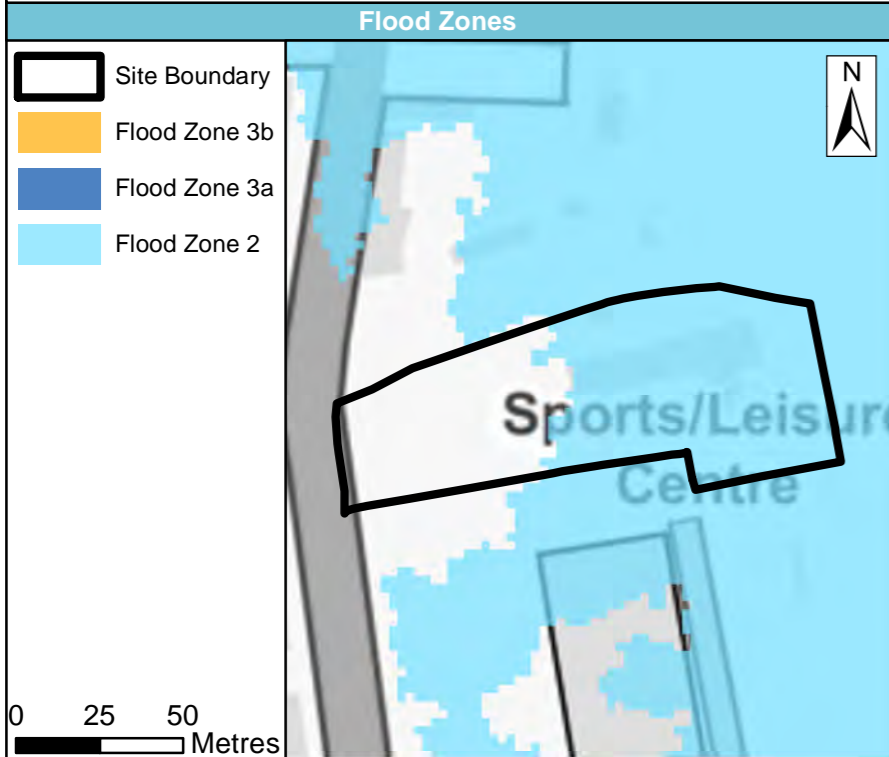 Flood Zones
Site Boundary
Flood Zone 3b
Flood Zone 3a
Flood Zone 2
N
Sports/Leisure
Centre
0 25 50
Metres